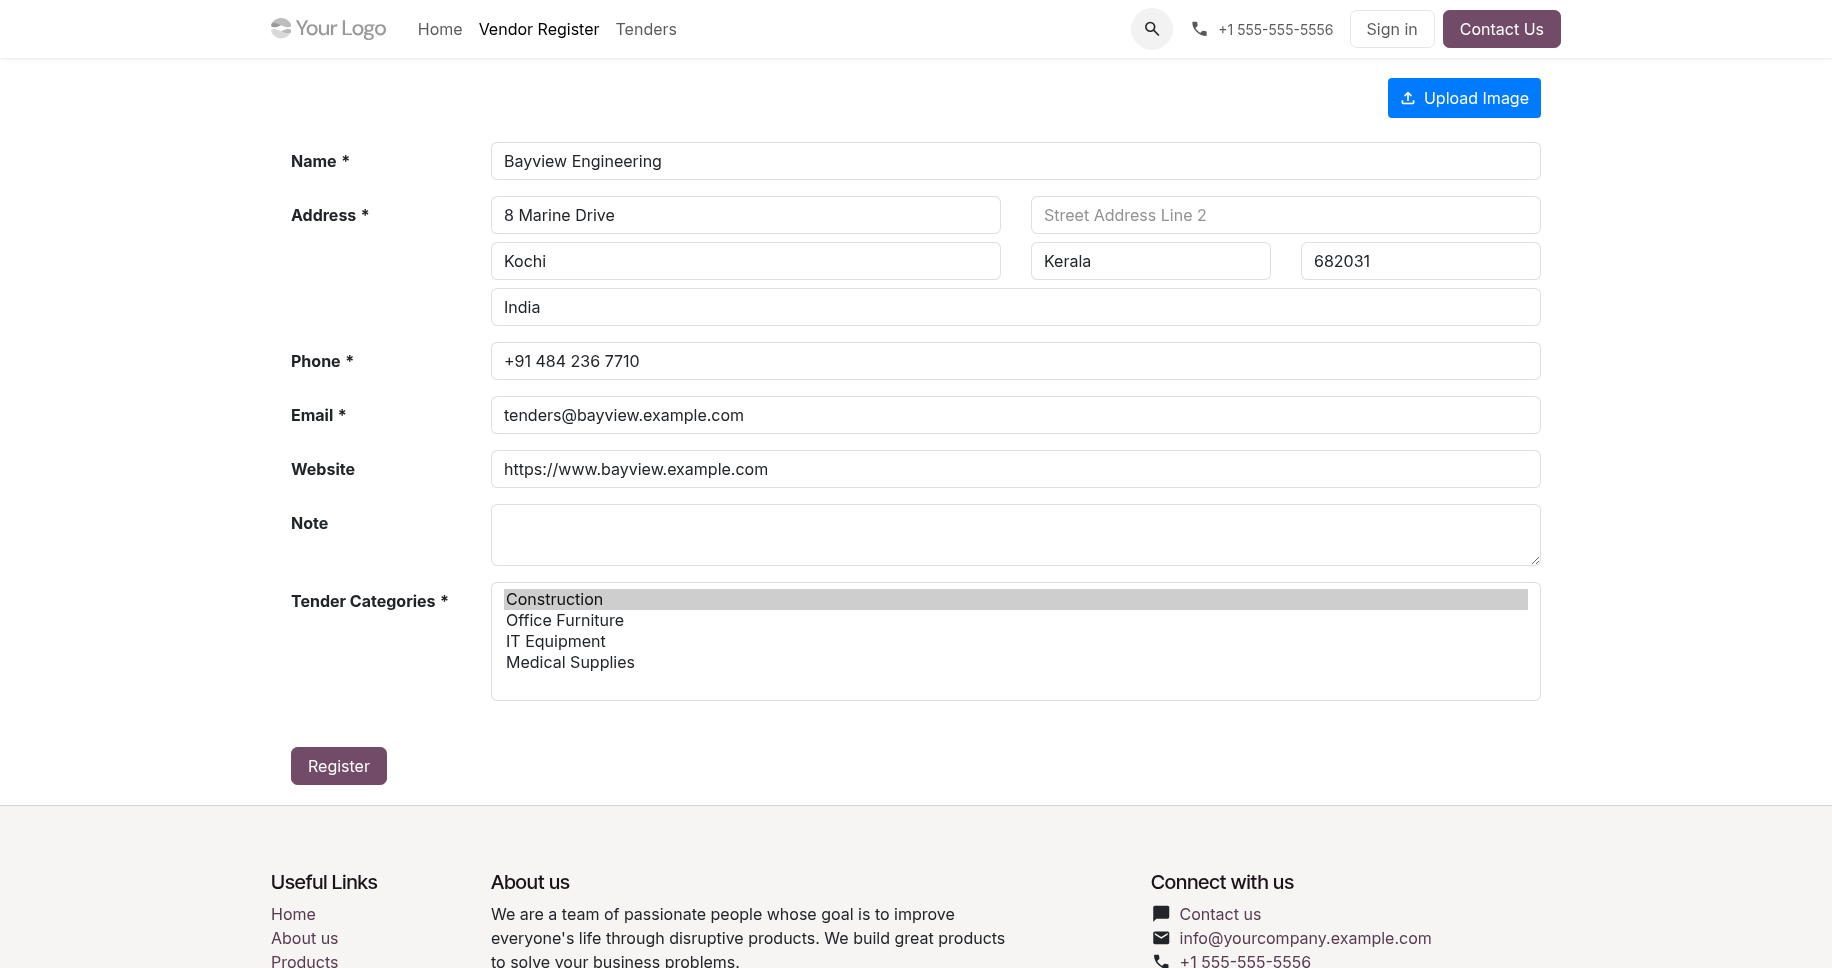 Your Logo Home Vendor Register Tenders +1 555-555-5556 Sign in Contact Us
Upload Image
Name * Bayview Engineering
Address * 8 Marine Drive Street Address Line 2
Kochi Kerala 682031
India
Phone * +91 484 236 7710
Email * tenders@bayview.example.com
Website https://www.bayview.example.com
Note
Tender Categories * Construction
Office Furniture
IT Equipment
Medical Supplies
Register
Useful Links About us Connect with us
Home We are a team of passionate people whose goal is to improve Contact us
About us everyone's life through disruptive products. We build great products info@yourcompany.example.com
Products to solve your business problems. +1 555-555-5556